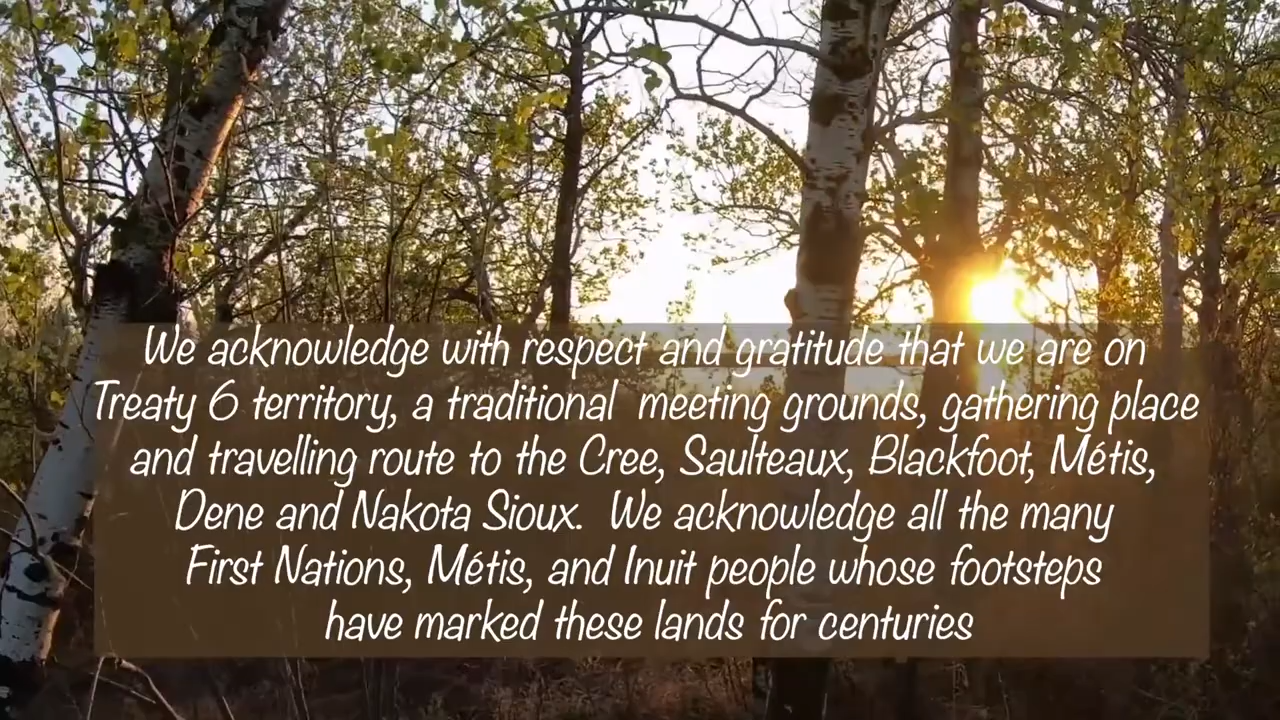 We acknowledge with respect and gratitude that we are on
Treaty 6 territory, a traditional meeting grounds, gathering place
and travelling route to the Cree, Saulteaux, Blackfoot, Métis,
Dene and Nakota Sioux. We acknowledge all the many
First Nations, Métis, and Inuit people whose footsteps
have marked these lands for centuries